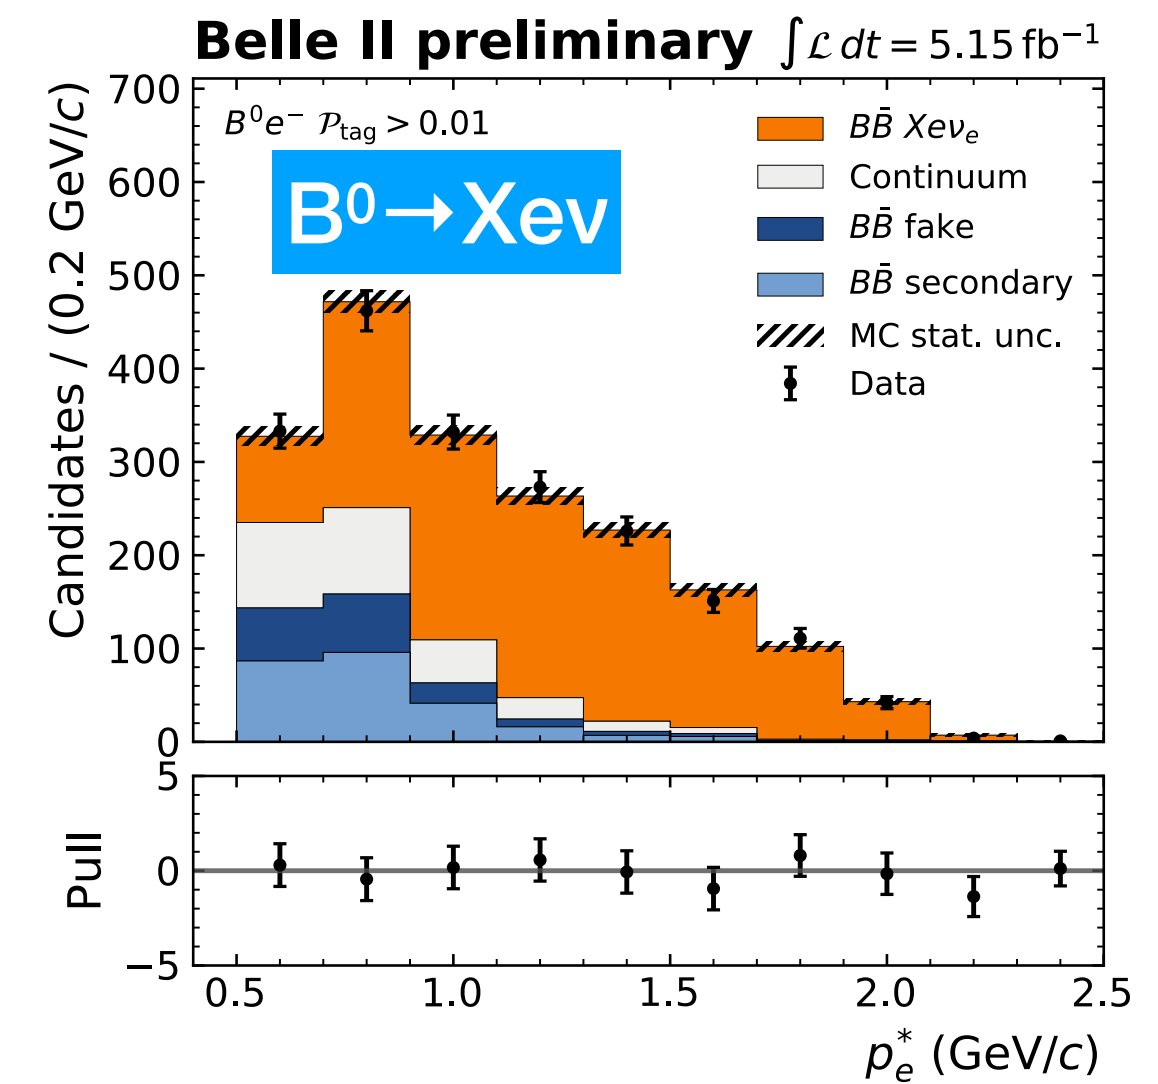 Belle II preliminary ∫ℒ dt = 5.15 fb⁻¹
B⁰e⁻ 𝒫tag > 0.01
B⁰→Xeν
BB̄ Xeνₑ
Continuum
BB̄ fake
BB̄ secondary
MC stat. unc.
Data
Candidates / (0.2 GeV/c)
700
600
500
400
300
200
100
0
Pull
5
0
−5
0.5 1.0 1.5 2.0 2.5
p*ₑ (GeV/c)